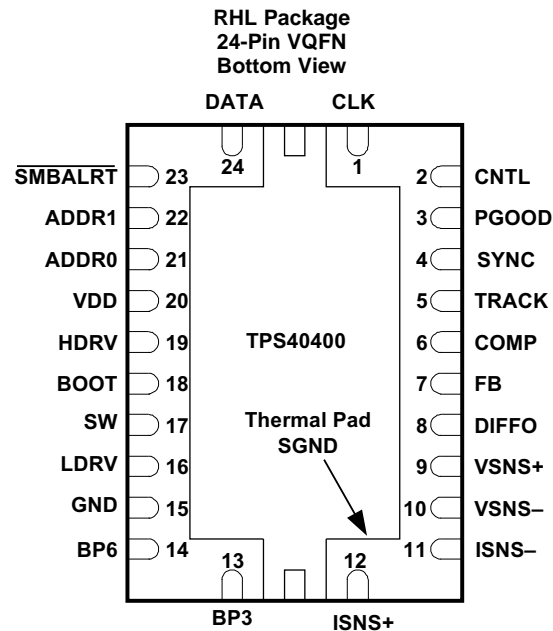 RHL Package
24-Pin VQFN
Bottom View
DATA CLK
24 1
SMBALRT 23 2 CNTL
ADDR1 22 3 PGOOD
ADDR0 21 4 SYNC
VDD 20 5 TRACK
HDRV 19 TPS40400 6 COMP
BOOT 18 7 FB
SW 17 Thermal Pad 8 DIFFO
SGND
LDRV 16 9 VSNS+
GND 15 10 VSNS–
BP6 14 11 ISNS–
13 12
BP3 ISNS+